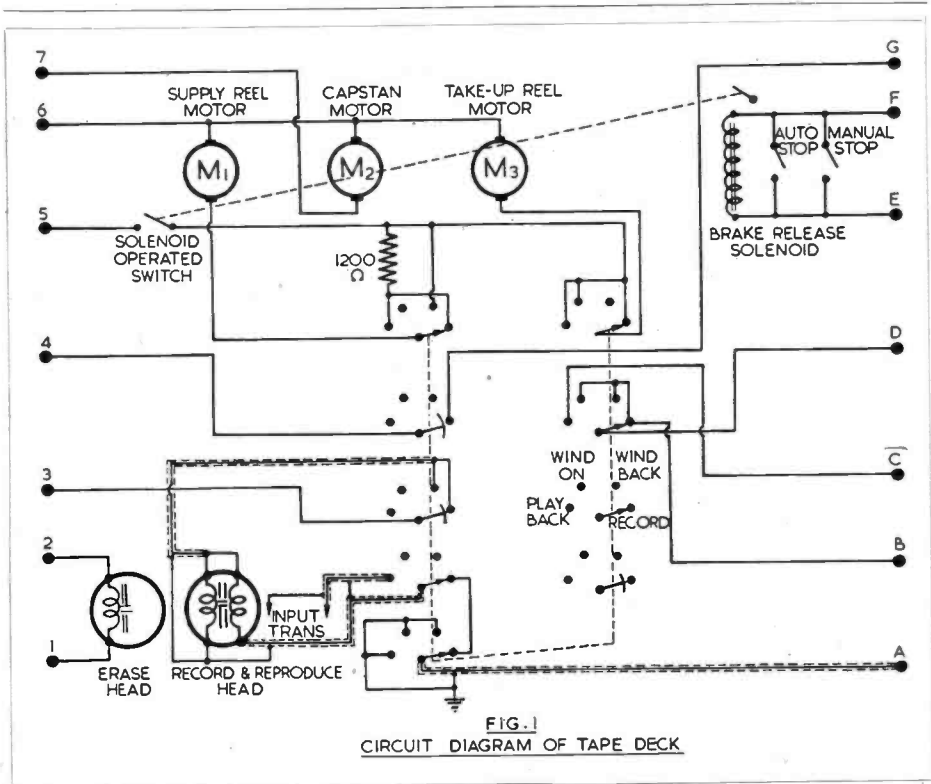 7
G
SUPPLY REEL
MOTOR
CAPSTAN
MOTOR
TAKE-UP REEL
MOTOR
6
F
M1
M2
M3
AUTO
STOP
MANUAL
STOP
5
E
SOLENOID
OPERATED
SWITCH
1200
Ω
BRAKE RELEASE
SOLENOID
4
D
WIND
ON
WIND
BACK
C
3
PLAY
BACK
RECORD
2
B
INPUT
TRANS
1
A
ERASE
HEAD
RECORD & REPRODUCE
HEAD
FIG.1
CIRCUIT DIAGRAM OF TAPE DECK